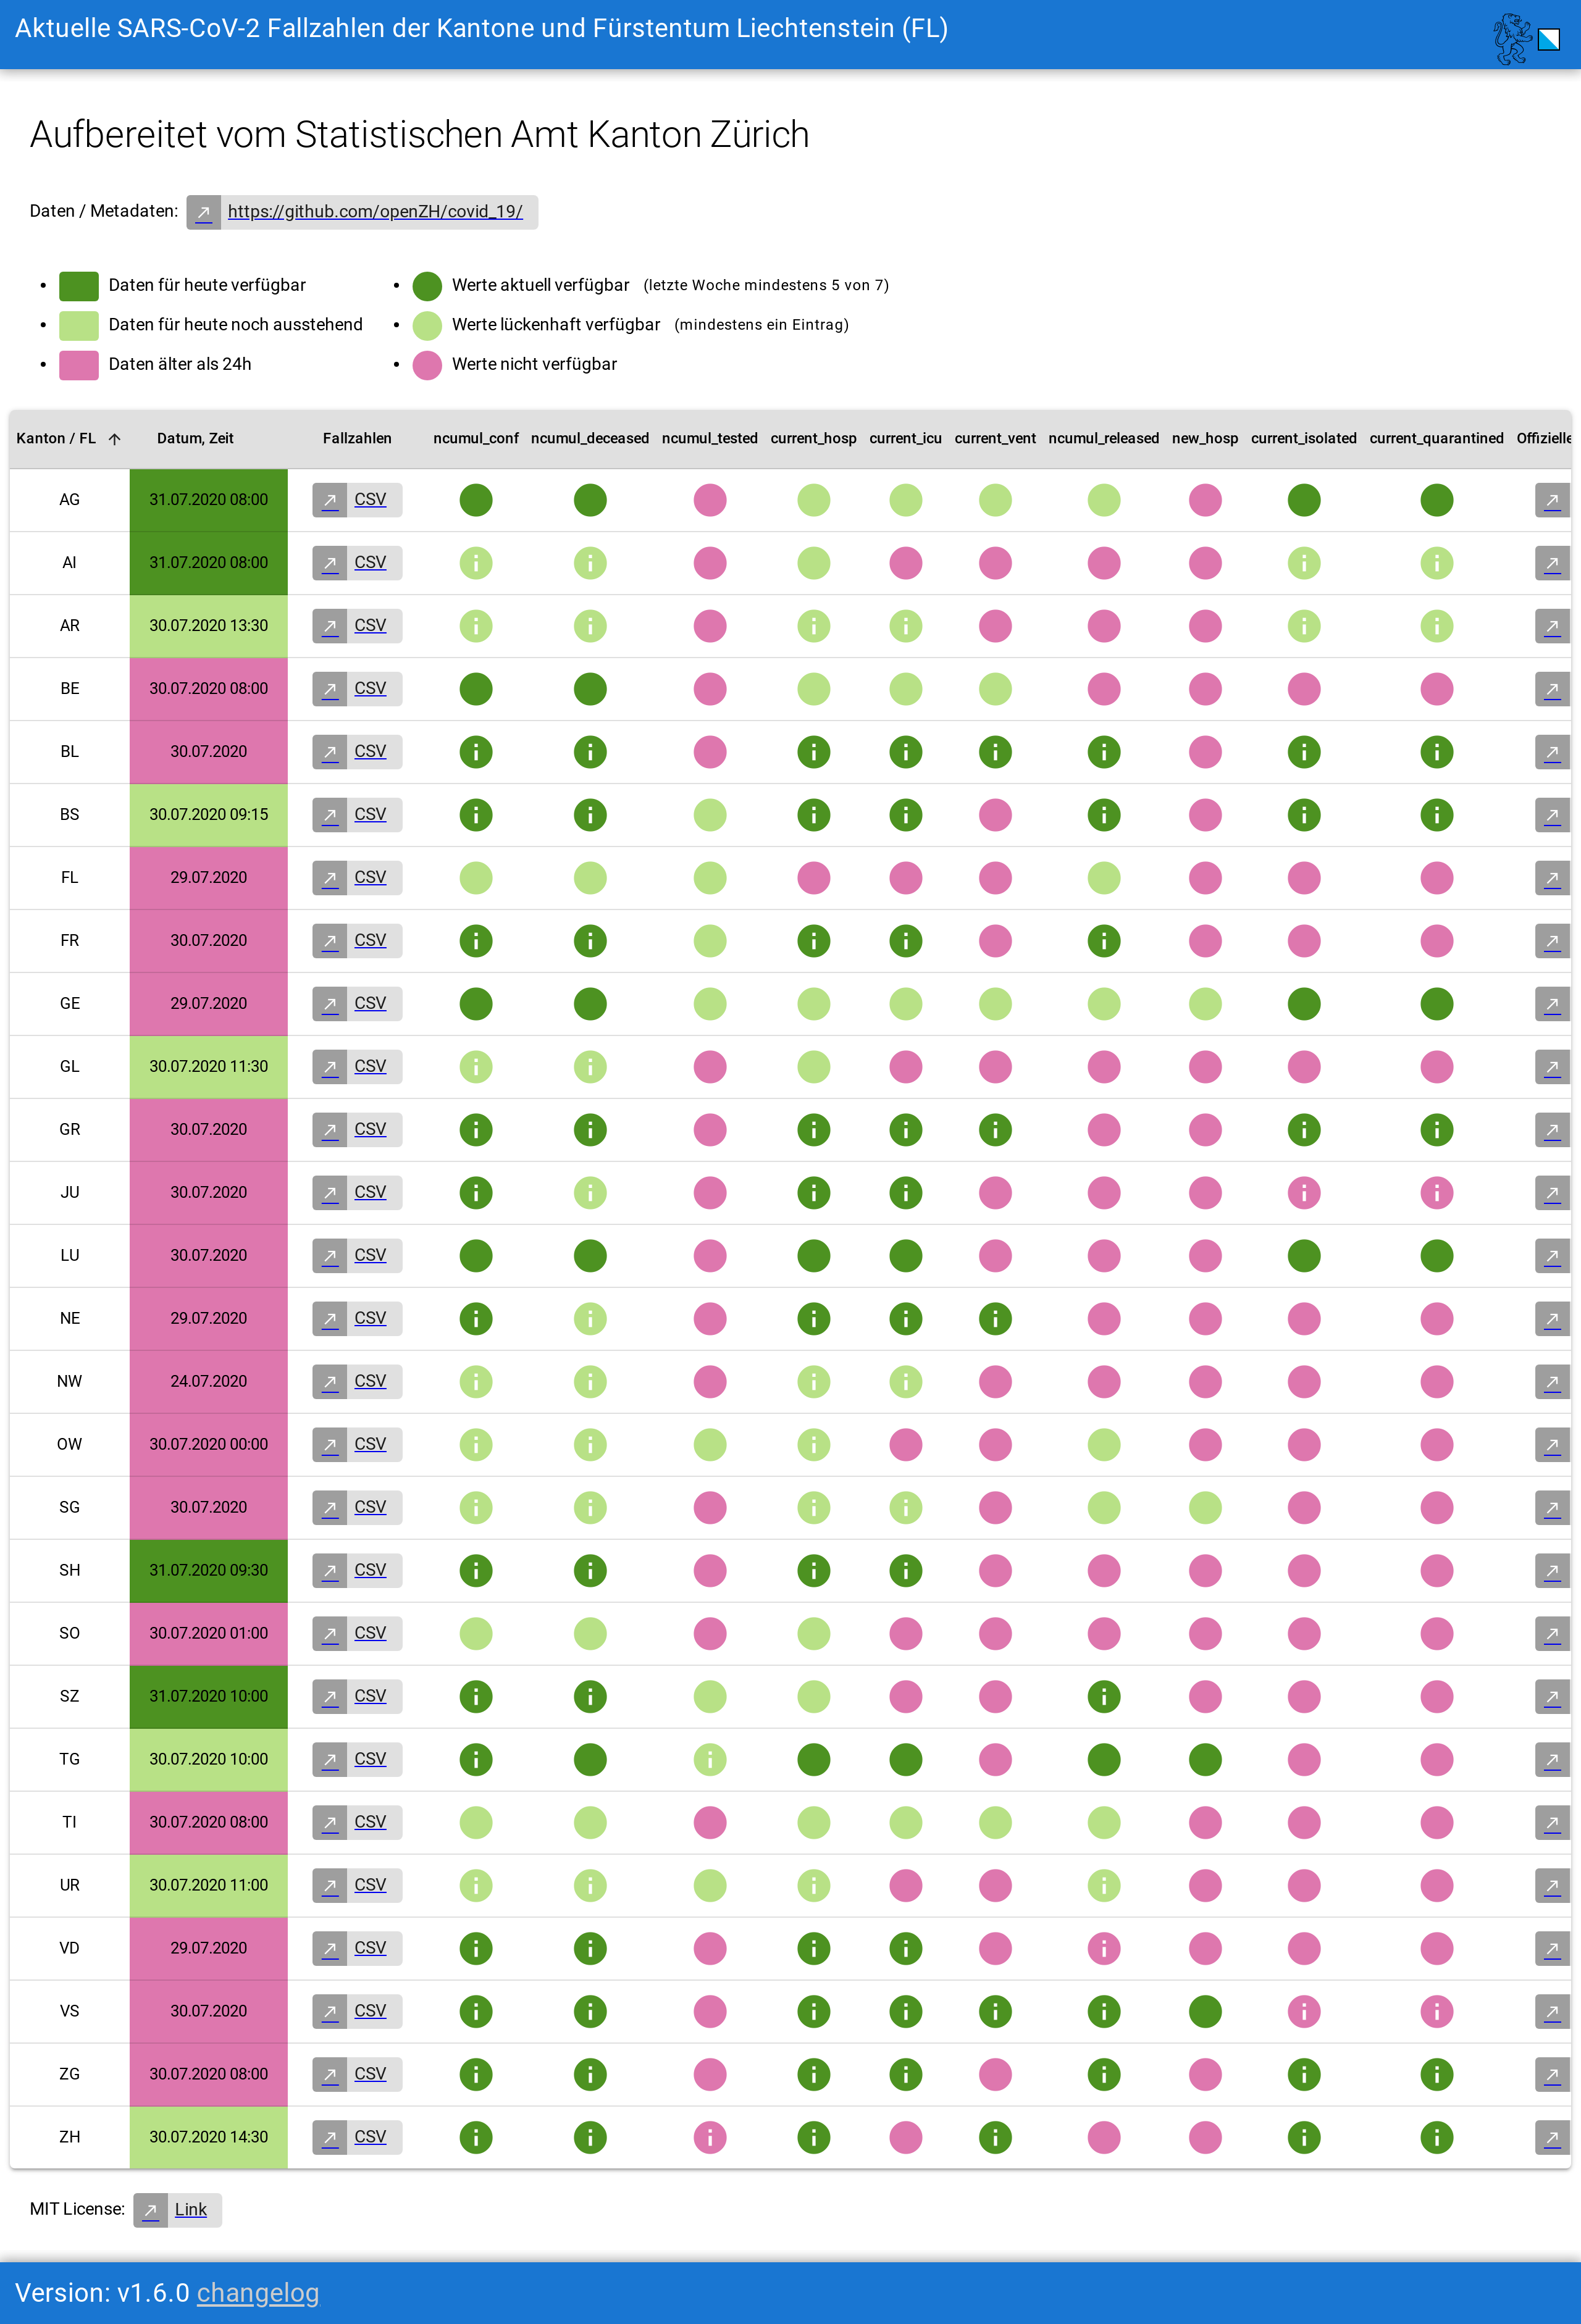 Aktuelle SARS-CoV-2 Fallzahlen der Kantone und Fürstentum Liechtenstein (FL)
Aufbereitet vom Statistischen Amt Kanton Zürich
Daten / Metadaten: https://github.com/openZH/covid_19/
Daten für heute verfügbar
Daten für heute noch ausstehend
Daten älter als 24h
Werte aktuell verfügbar (letzte Woche mindestens 5 von 7)
Werte lückenhaft verfügbar (mindestens ein Eintrag)
Werte nicht verfügbar
Kanton / FL Datum, Zeit Fallzahlen ncumul_conf ncumul_deceased ncumul_tested current_hosp current_icu current_vent ncumul_released new_hosp current_isolated current_quarantined Offizielle
AG 31.07.2020 08:00 CSV
AI 31.07.2020 08:00 CSV
AR 30.07.2020 13:30 CSV
BE 30.07.2020 08:00 CSV
BL 30.07.2020 CSV
BS 30.07.2020 09:15 CSV
FL 29.07.2020 CSV
FR 30.07.2020 CSV
GE 29.07.2020 CSV
GL 30.07.2020 11:30 CSV
GR 30.07.2020 CSV
JU 30.07.2020 CSV
LU 30.07.2020 CSV
NE 29.07.2020 CSV
NW 24.07.2020 CSV
OW 30.07.2020 00:00 CSV
SG 30.07.2020 CSV
SH 31.07.2020 09:30 CSV
SO 30.07.2020 01:00 CSV
SZ 31.07.2020 10:00 CSV
TG 30.07.2020 10:00 CSV
TI 30.07.2020 08:00 CSV
UR 30.07.2020 11:00 CSV
VD 29.07.2020 CSV
VS 30.07.2020 CSV
ZG 30.07.2020 08:00 CSV
ZH 30.07.2020 14:30 CSV
MIT License: Link
Version: v1.6.0 changelog